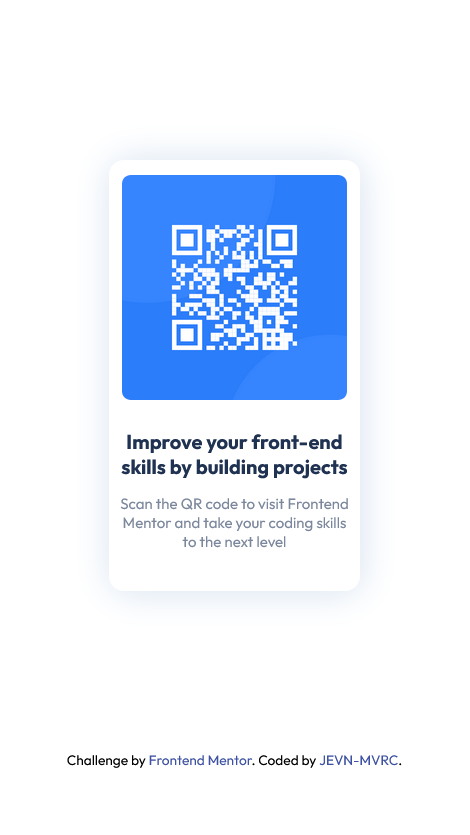 Improve your front-end
skills by building projects
Scan the QR code to visit Frontend
Mentor and take your coding skills
to the next level
Challenge by Frontend Mentor. Coded by JEVN-MVRC.